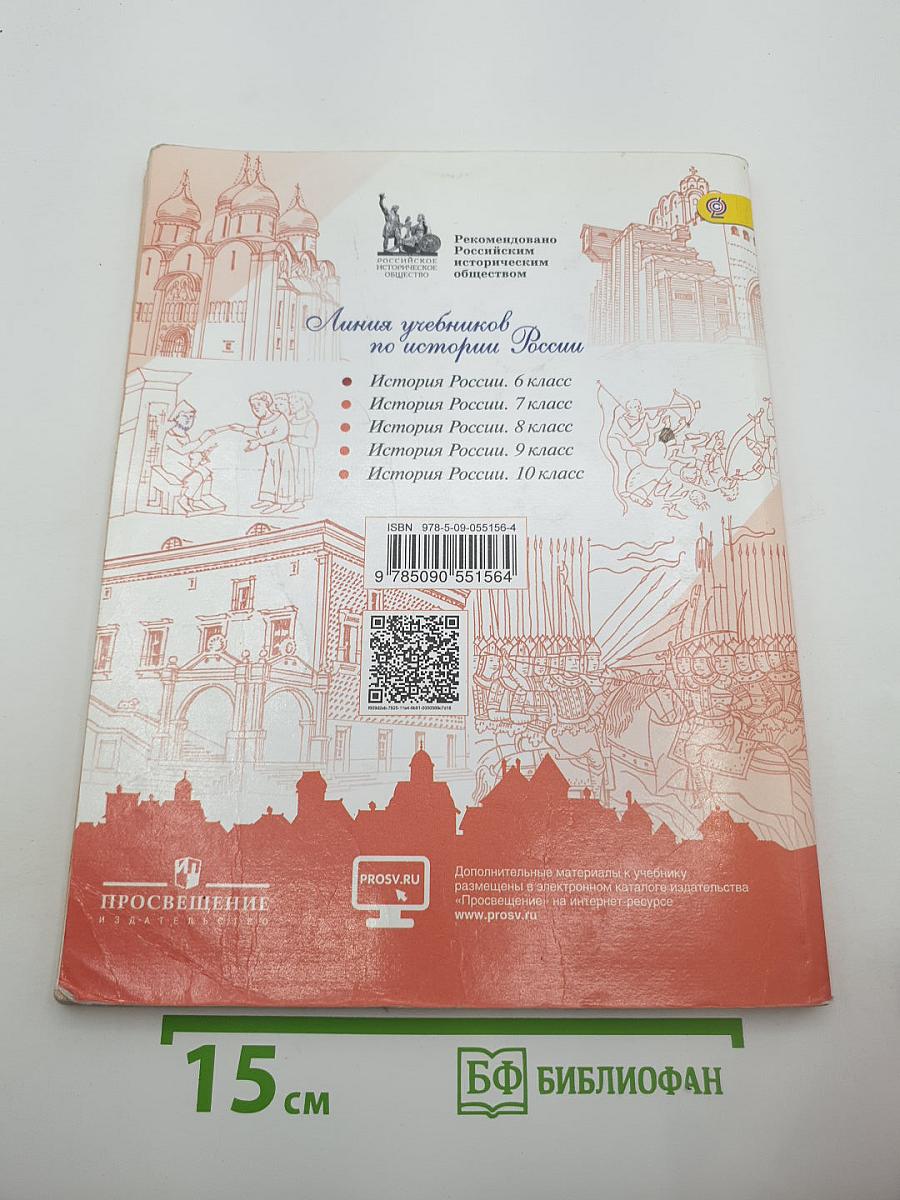 РОССИЙСКОЕ
ИСТОРИЧЕСКОЕ
ОБЩЕСТВО
Рекомендовано
Российским
историческим
обществом
Линия учебников
по истории России
История России. 6 класс
История России. 7 класс
История России. 8 класс
История России. 9 класс
История России. 10 класс
ISBN 978-5-09-055156-4
9 785090 551564
ИП
ПРОСВЕЩЕНИЕ
ИЗДАТЕЛЬСТВО
PROSV.RU
Дополнительные материалы к учебнику
размещены в электронном каталоге издательства
«Просвещение» на интернет-ресурсе
www.prosv.ru
15 см
БФ БИБЛИОФАН